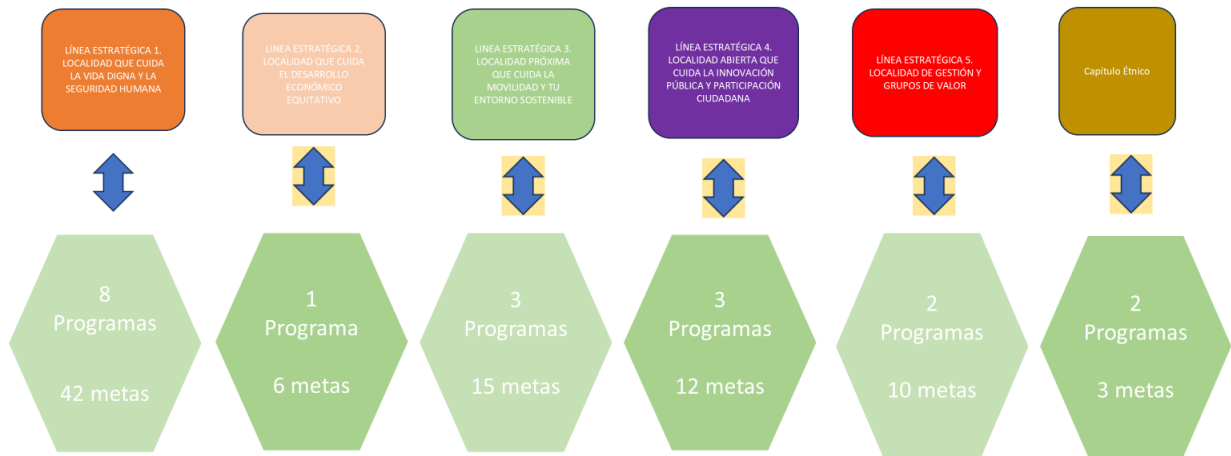 LÍNEA ESTRATÉGICA 1.
LOCALIDAD QUE CUIDA
LA VIDA DIGNA Y LA
SEGURIDAD HUMANA
LINEA ESTRATÉGICA 2.
LOCALIDAD QUE CUIDA
EL DESARROLLO
ECONÓMICO
EQUITATIVO
LINEA ESTRATÉGICA 3.
LOCALIDAD PRÓXIMA
QUE CUIDA LA
MOVILIDAD Y TU
ENTORNO SOSTENIBLE
LÍNEA ESTRATÉGICA 4.
LOCALIDAD ABIERTA QUE
CUIDA LA INNOVACIÓN
PÚBLICA Y PARTICIPACIÓN
CIUDADANA
LÍNEA ESTRATÉGICA 5.
LOCALIDAD DE GESTIÓN Y
GRUPOS DE VALOR
Capítulo Étnico
8
Programas
42 metas
1
Programa
6 metas
3
Programas
15 metas
3
Programas
12 metas
2
Programas
10 metas
2
Programas
3 metas